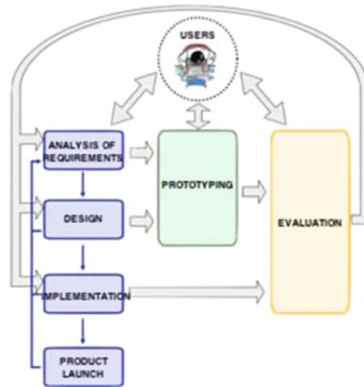 USERS
ANALYSIS OF
REQUIREMENTS
PROTOTYPING
DESIGN
EVALUATION
IMPLEMENTATION
PRODUCT
LAUNCH